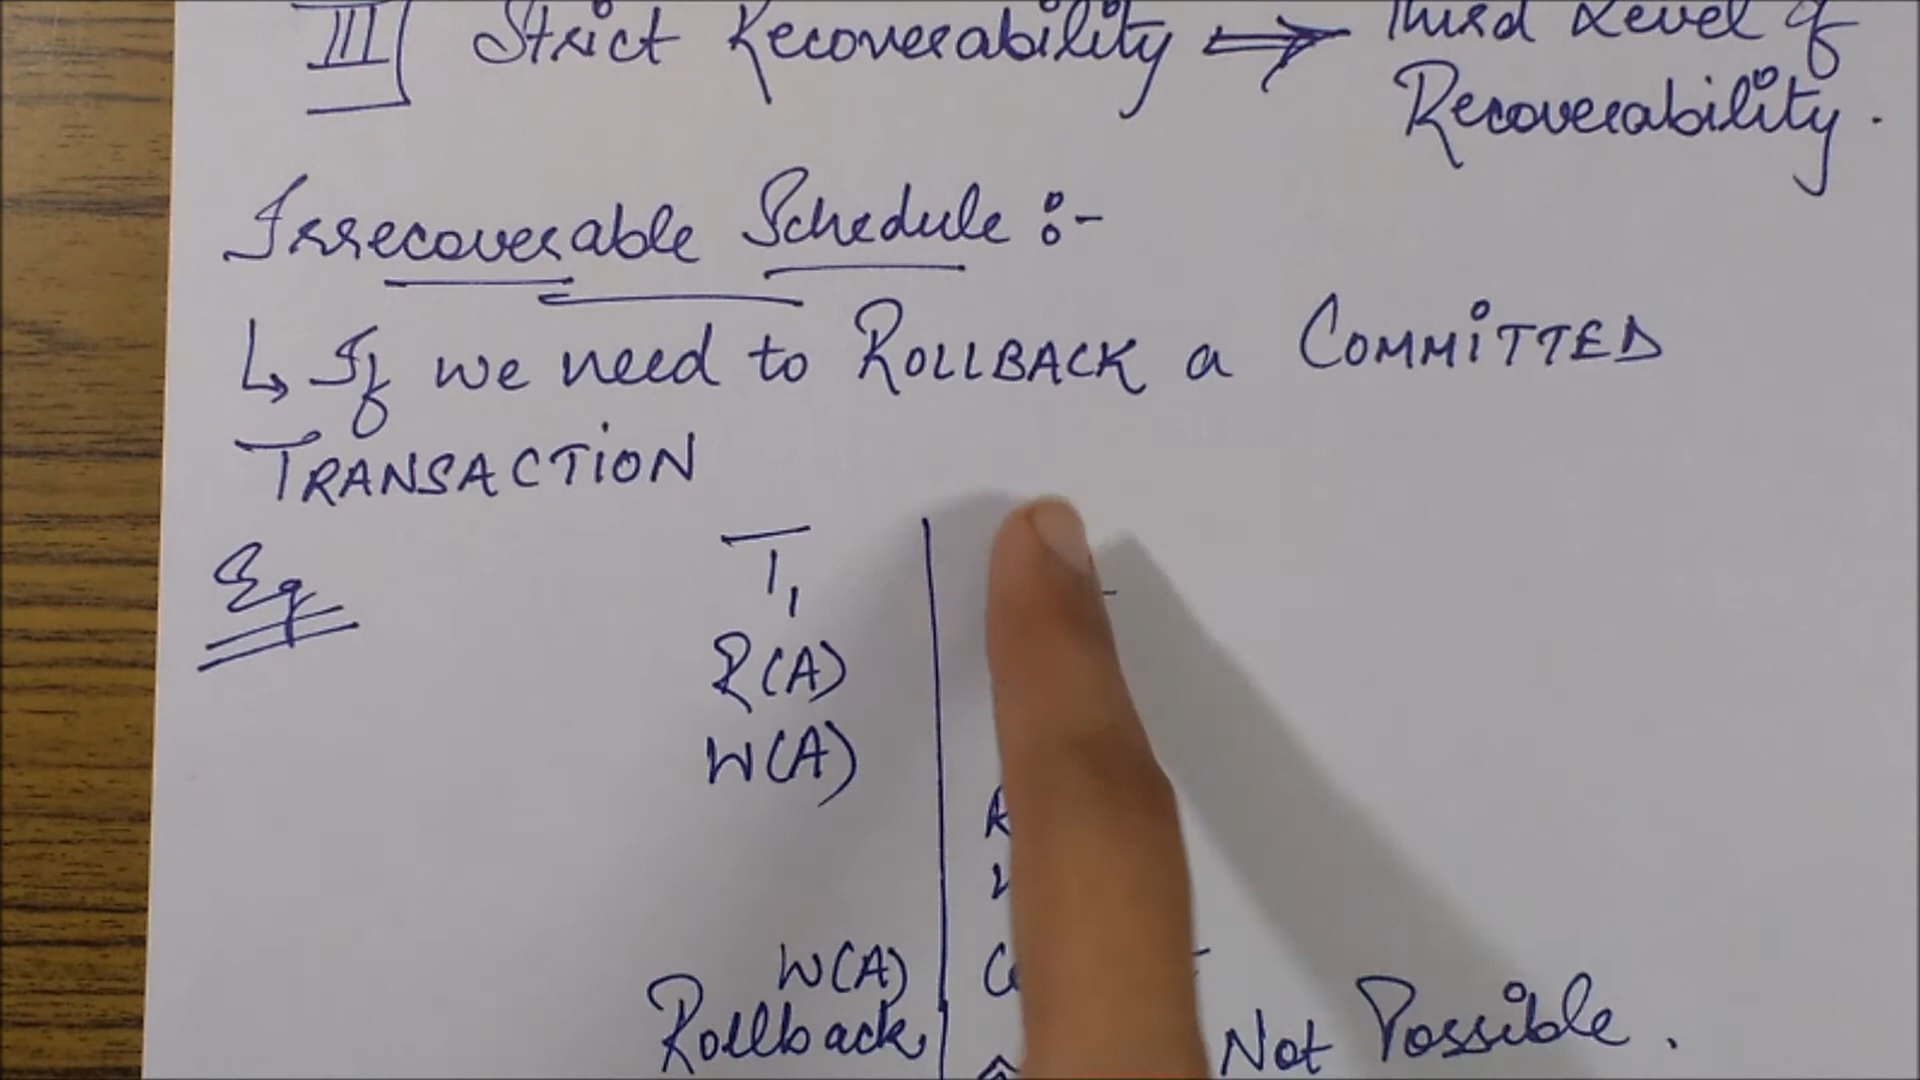 III Strict Recoverability ⇒ Third Level of
Recoverability.
Irrecoverable Schedule :-
↳ If we need to ROLLBACK a COMMITTED
TRANSACTION
Eg
T1
R(A)
W(A)
W(A)
Rollback
Not Possible.